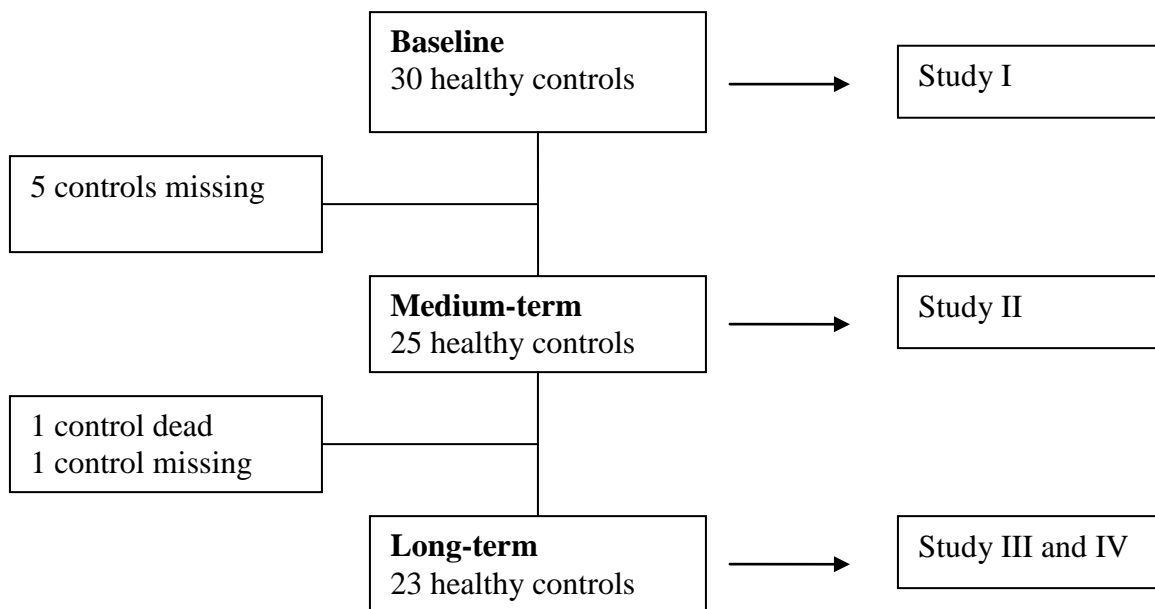 Baseline
30 healthy controls
Study I
5 controls missing
Medium-term
25 healthy controls
Study II
1 control dead
1 control missing
Long-term
23 healthy controls
Study III and IV